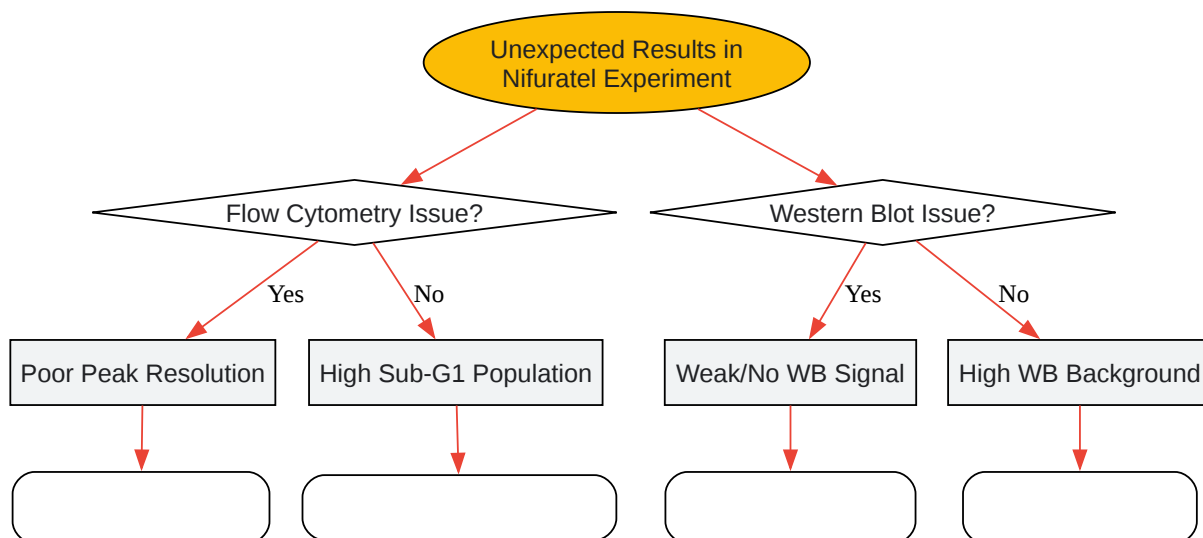 Unexpected Results in
Nifuratel Experiment
Flow Cytometry Issue?
Western Blot Issue?
Yes
No
Yes
No
Poor Peak Resolution
High Sub-G1 Population
Weak/No WB Signal
High WB Background